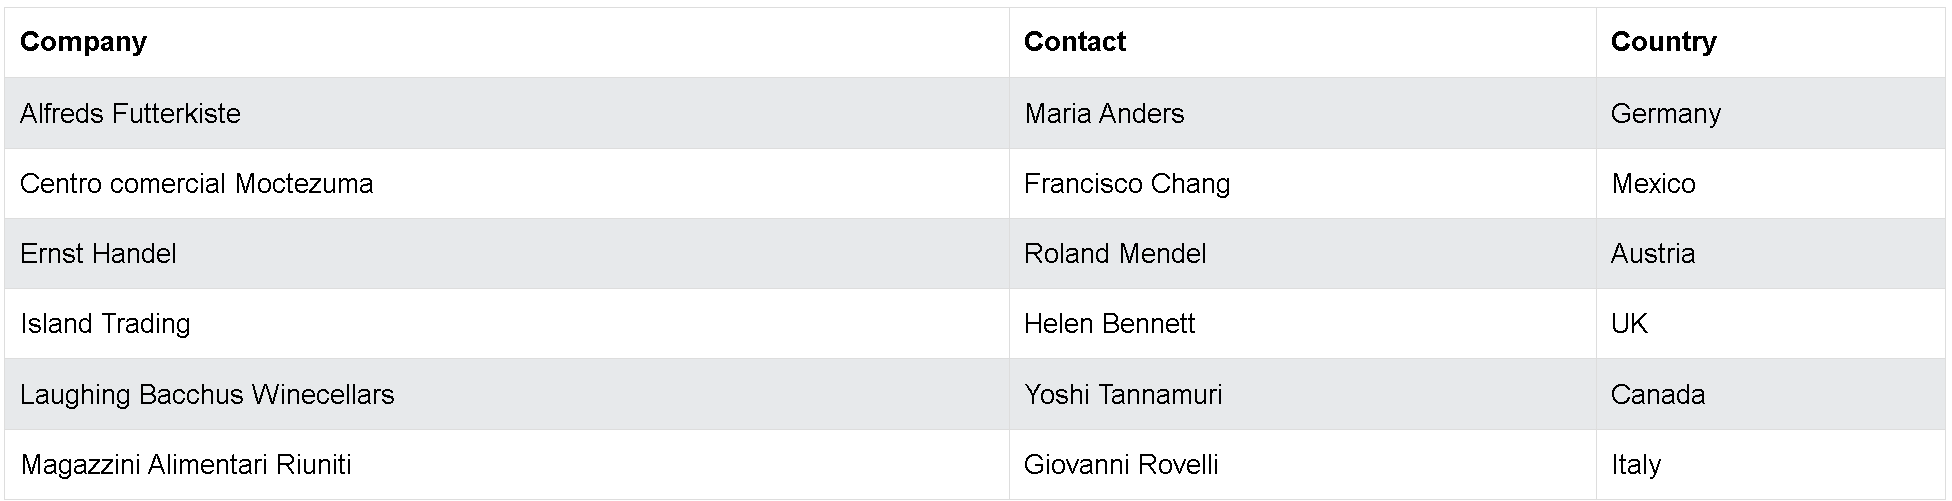 Company Contact Country
Alfreds Futterkiste Maria Anders Germany
Centro comercial Moctezuma Francisco Chang Mexico
Ernst Handel Roland Mendel Austria
Island Trading Helen Bennett UK
Laughing Bacchus Winecellars Yoshi Tannamuri Canada
Magazzini Alimentari Riuniti Giovanni Rovelli Italy